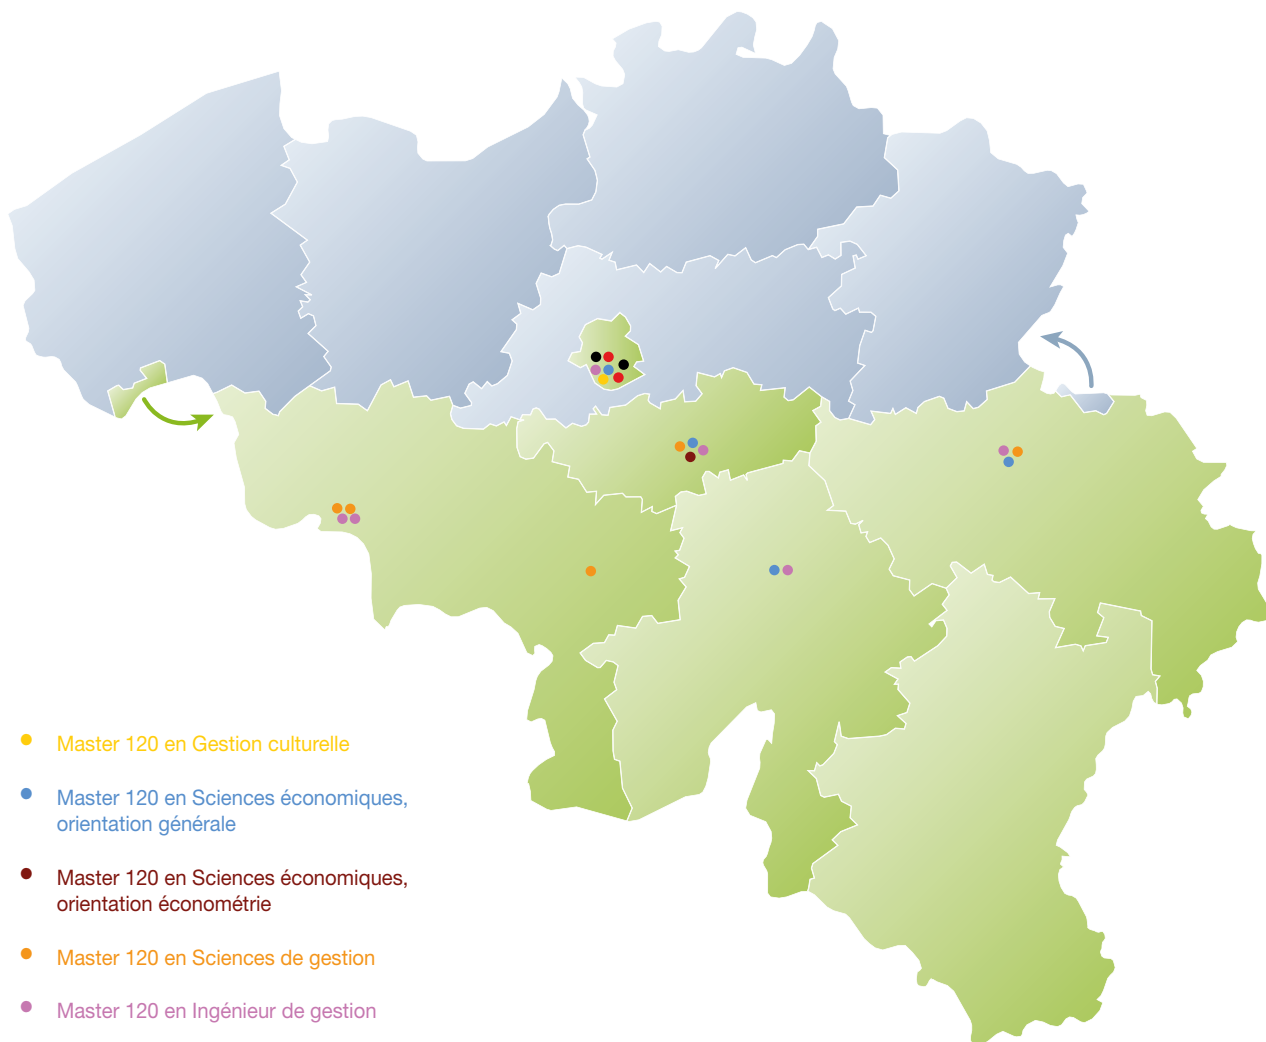 Master 120 en Gestion culturelle
Master 120 en Sciences économiques,
orientation générale
Master 120 en Sciences économiques,
orientation économétrie
Master 120 en Sciences de gestion
Master 120 en Ingénieur de gestion